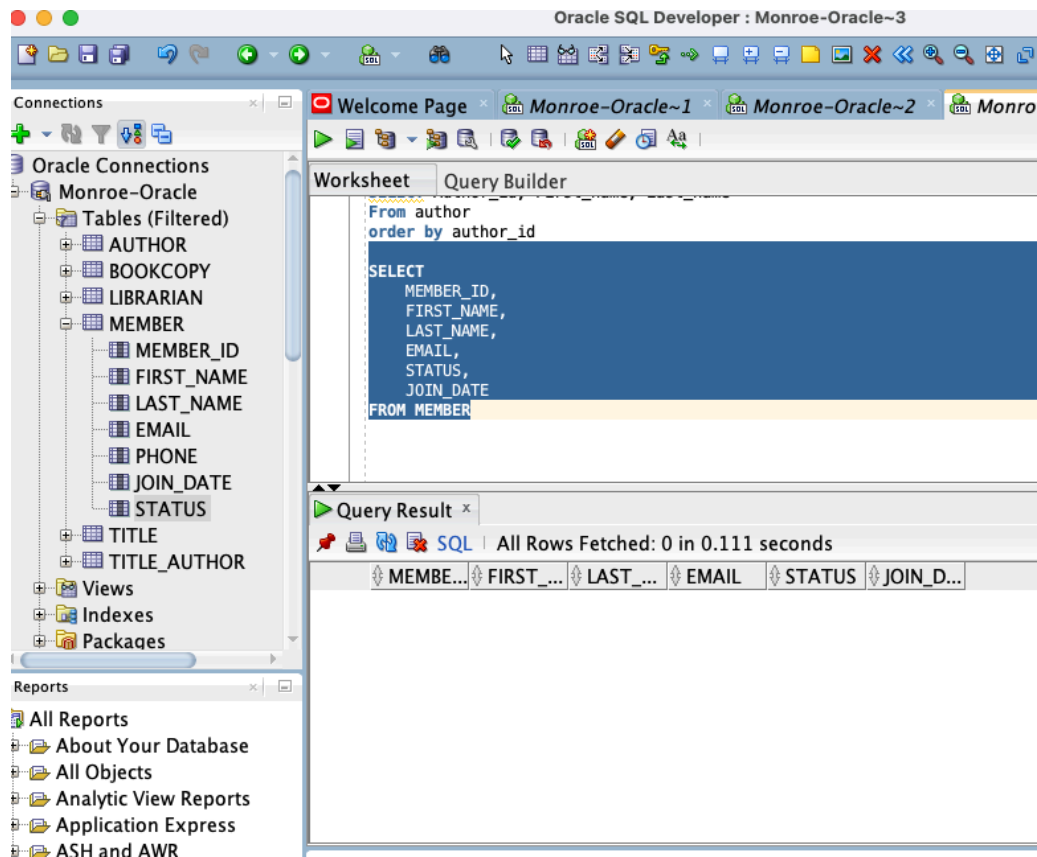 Oracle SQL Developer : Monroe-Oracle~3
Connections
Oracle Connections
Monroe-Oracle
Tables (Filtered)
AUTHOR
BOOKCOPY
LIBRARIAN
MEMBER
MEMBER_ID
FIRST_NAME
LAST_NAME
EMAIL
PHONE
JOIN_DATE
STATUS
TITLE
TITLE_AUTHOR
Views
Indexes
Packages
Reports
All Reports
About Your Database
All Objects
Analytic View Reports
Application Express
ASH and AWR
Welcome Page Monroe-Oracle~1 Monroe-Oracle~2 Monro
Worksheet Query Builder
From author
order by author_id
SELECT
MEMBER_ID,
FIRST_NAME,
LAST_NAME,
EMAIL,
STATUS,
JOIN_DATE
FROM MEMBER
Query Result
SQL All Rows Fetched: 0 in 0.111 seconds
MEMBE... FIRST_... LAST_... EMAIL STATUS JOIN_D...